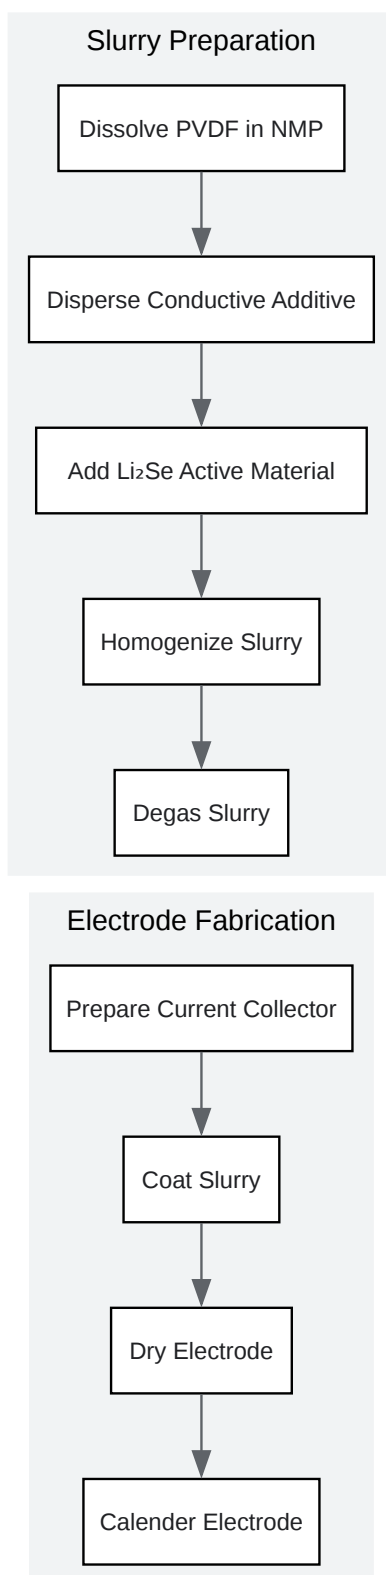 Slurry Preparation
Dissolve PVDF in NMP
Disperse Conductive Additive
Add Li₂Se Active Material
Homogenize Slurry
Degas Slurry
Electrode Fabrication
Prepare Current Collector
Coat Slurry
Dry Electrode
Calender Electrode